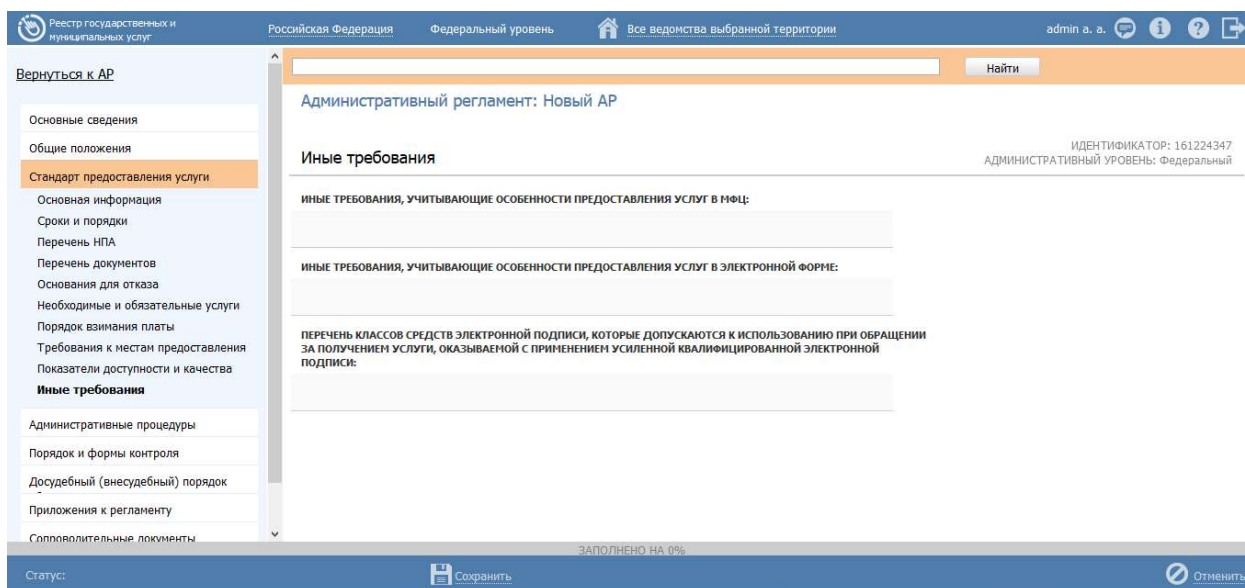 Реестр государственных и
муниципальных услуг
Российская Федерация
Федеральный уровень
Все ведомства выбранной территории
admin a. a.
Вернуться к АР
Найти
Основные сведения
Общие положения
Стандарт предоставления услуги
Основная информация
Сроки и порядки
Перечень НПА
Перечень документов
Основания для отказа
Необходимые и обязательные услуги
Порядок взимания платы
Требования к местам предоставления
Показатели доступности и качества
Иные требования
Административные процедуры
Порядок и формы контроля
Досудебный (внесудебный) порядок
Приложения к регламенту
Сопроводительные документы
Административный регламент: Новый АР
Иные требования
ИДЕНТИФИКАТОР: 161224347
АДМИНИСТРАТИВНЫЙ УРОВЕНЬ: Федеральный
ИНЫЕ ТРЕБОВАНИЯ, УЧИТЫВАЮЩИЕ ОСОБЕННОСТИ ПРЕДОСТАВЛЕНИЯ УСЛУГ В МФЦ:
ИНЫЕ ТРЕБОВАНИЯ, УЧИТЫВАЮЩИЕ ОСОБЕННОСТИ ПРЕДОСТАВЛЕНИЯ УСЛУГ В ЭЛЕКТРОННОЙ ФОРМЕ:
ПЕРЕЧЕНЬ КЛАССОВ СРЕДСТВ ЭЛЕКТРОННОЙ ПОДПИСИ, КОТОРЫЕ ДОПУСКАЮТСЯ К ИСПОЛЬЗОВАНИЮ ПРИ ОБРАЩЕНИИ
ЗА ПОЛУЧЕНИЕМ УСЛУГИ, ОКАЗЫВАЕМОЙ С ПРИМЕНЕНИЕМ УСИЛЕННОЙ КВАЛИФИЦИРОВАННОЙ ЭЛЕКТРОННОЙ
ПОДПИСИ:
ЗАПОЛНЕНО НА 0%
Статус:
Сохранить
Отменить